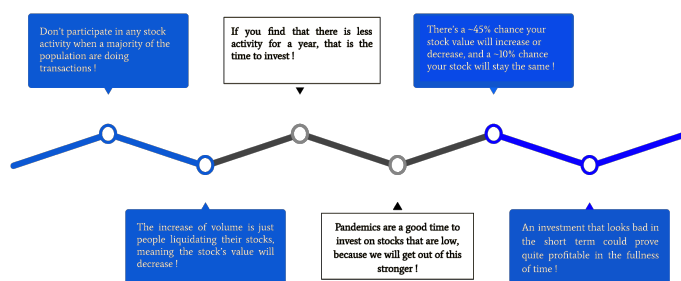 Don't participate in any stock
activity when a majority of the
population are doing
transactions !
If you find that there is less
activity for a year, that is the
time to invest !
There's a ~45% chance your
stock value will increase or
decrease, and a ~10% chance
your stock will stay the same !
The increase of volume is just
people liquidating their stocks,
meaning the stock's value will
decrease !
Pandemics are a good time to
invest on stocks that are low,
because we will get out of this
stronger !
An investment that looks bad in
the short term could prove
quite profitable in the fullness
of time !